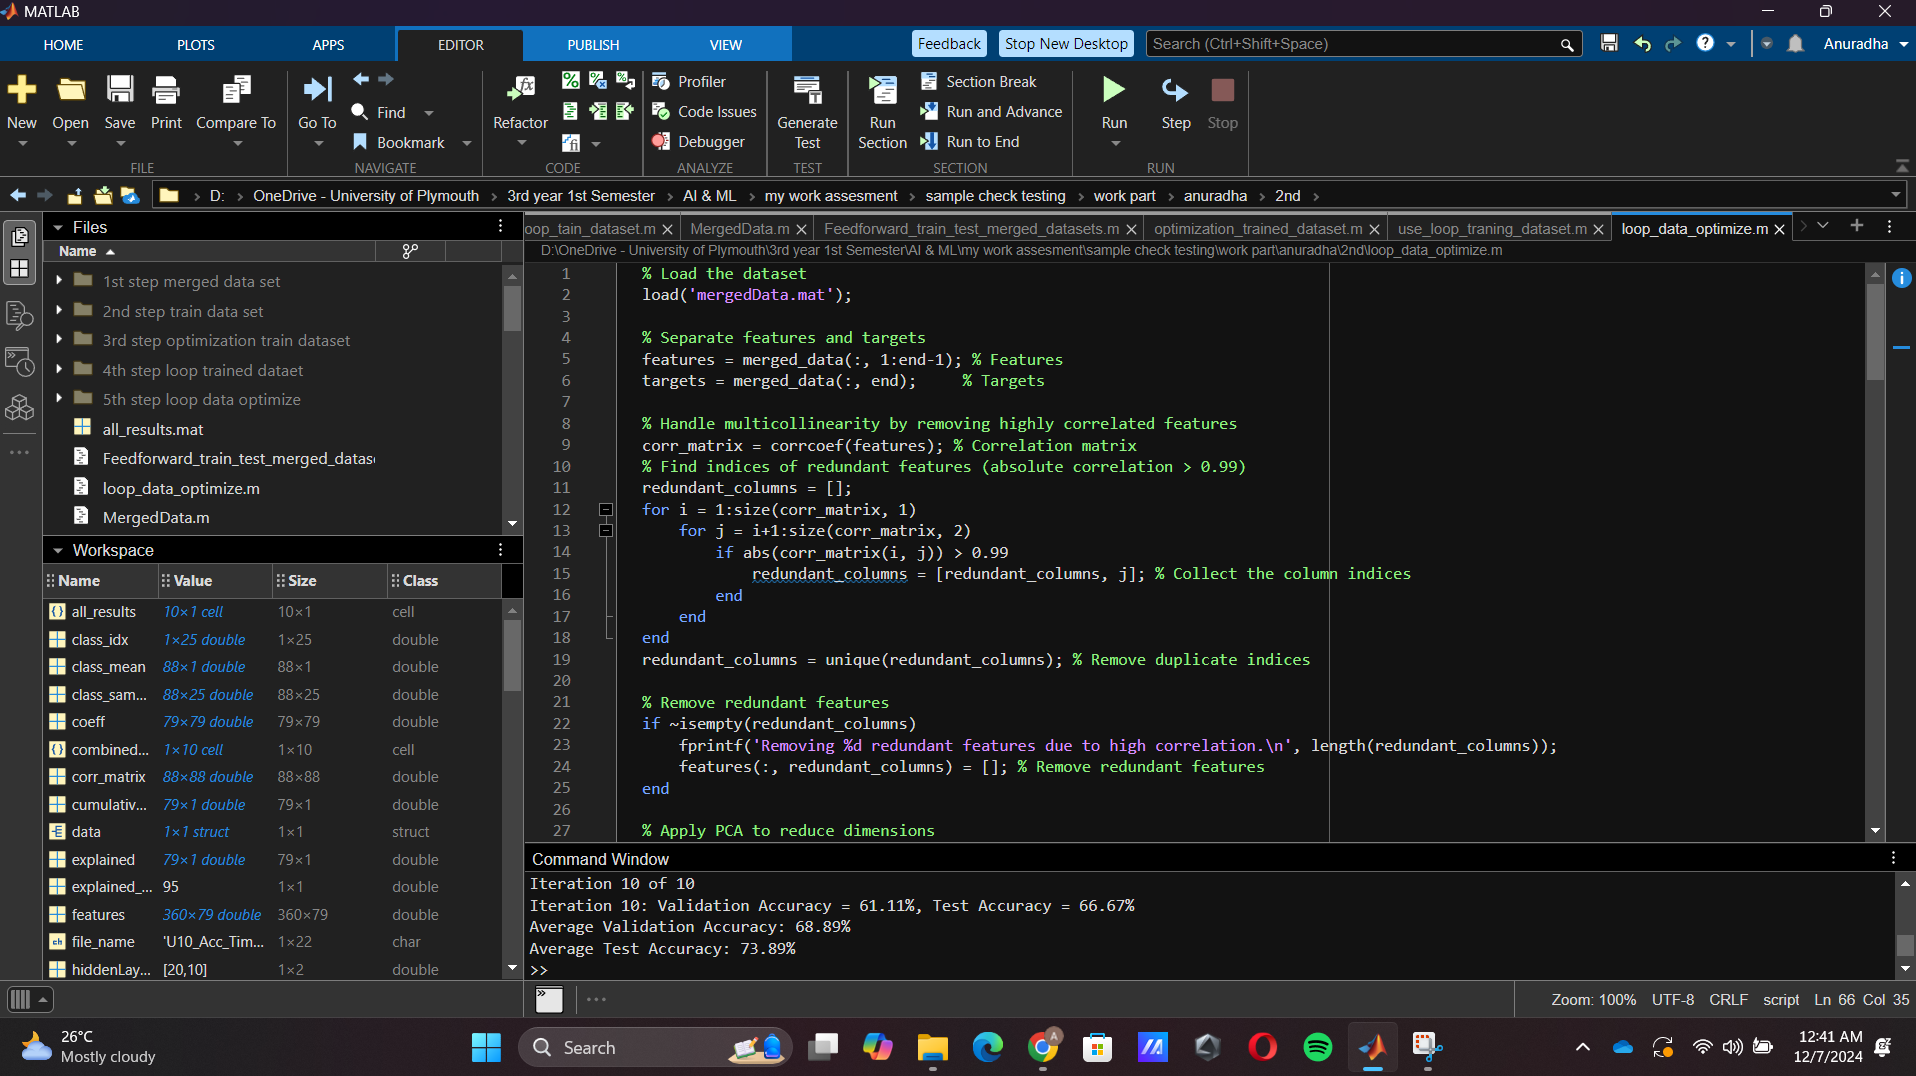 MATLAB
HOME PLOTS APPS EDITOR PUBLISH VIEW Feedback Stop New Desktop Search (Ctrl+Shift+Space) Anuradha
New Open Save Print Compare To Go To Find Bookmark Refactor Profiler Code Issues Debugger Generate Test Run Section Section Break Run and Advance Run to End Run Step Stop
FILE NAVIGATE CODE ANALYZE TEST SECTION RUN
D: OneDrive - University of Plymouth 3rd year 1st Semester AI & ML my work assesment sample check testing work part anuradha 2nd
Files
Name
1st step merged data set
2nd step train data set
3rd step optimization train dataset
4th step loop trained dataet
5th step loop data optimize
all_results.mat
Feedforward_train_test_merged_datas
loop_data_optimize.m
MergedData.m
Workspace
Name Value Size Class
all_results 10×1 cell 10×1 cell
class_idx 1×25 double 1×25 double
class_mean 88×1 double 88×1 double
class_sam... 88×25 double 88×25 double
coeff 79×79 double 79×79 double
combined... 1×10 cell 1×10 cell
corr_matrix 88×88 double 88×88 double
cumulativ... 79×1 double 79×1 double
data 1×1 struct 1×1 struct
explained 79×1 double 79×1 double
explained_... 95 1×1 double
features 360×79 double 360×79 double
file_name 'U10_Acc_Tim... 1×22 char
hiddenLay... [20,10] 1×2 double
oop_tain_dataset.m MergedData.m Feedforward_train_test_merged_datasets.m optimization_trained_dataset.m use_loop_traning_dataset.m loop_data_optimize.m
D:\OneDrive - University of Plymouth\3rd year 1st Semester\AI & ML\my work assesment\sample check testing\work part\anuradha\2nd\loop_data_optimize.m
1 % Load the dataset
2 load('mergedData.mat');
3
4 % Separate features and targets
5 features = merged_data(:, 1:end-1); % Features
6 targets = merged_data(:, end); % Targets
7
8 % Handle multicollinearity by removing highly correlated features
9 corr_matrix = corrcoef(features); % Correlation matrix
10 % Find indices of redundant features (absolute correlation > 0.99)
11 redundant_columns = [];
12 for i = 1:size(corr_matrix, 1)
13 for j = i+1:size(corr_matrix, 2)
14 if abs(corr_matrix(i, j)) > 0.99
15 redundant_columns = [redundant_columns, j]; % Collect the column indices
16 end
17 end
18 end
19 redundant_columns = unique(redundant_columns); % Remove duplicate indices
20
21 % Remove redundant features
22 if ~isempty(redundant_columns)
23 fprintf('Removing %d redundant features due to high correlation.\n', length(redundant_columns));
24 features(:, redundant_columns) = []; % Remove redundant features
25 end
26
27 % Apply PCA to reduce dimensions
Command Window
Iteration 10 of 10
Iteration 10: Validation Accuracy = 61.11%, Test Accuracy = 66.67%
Average Validation Accuracy: 68.89%
Average Test Accuracy: 73.89%
>>
Zoom: 100% UTF-8 CRLF script Ln 66 Col 35
26°C
Mostly cloudy
Search
12:41 AM
12/7/2024